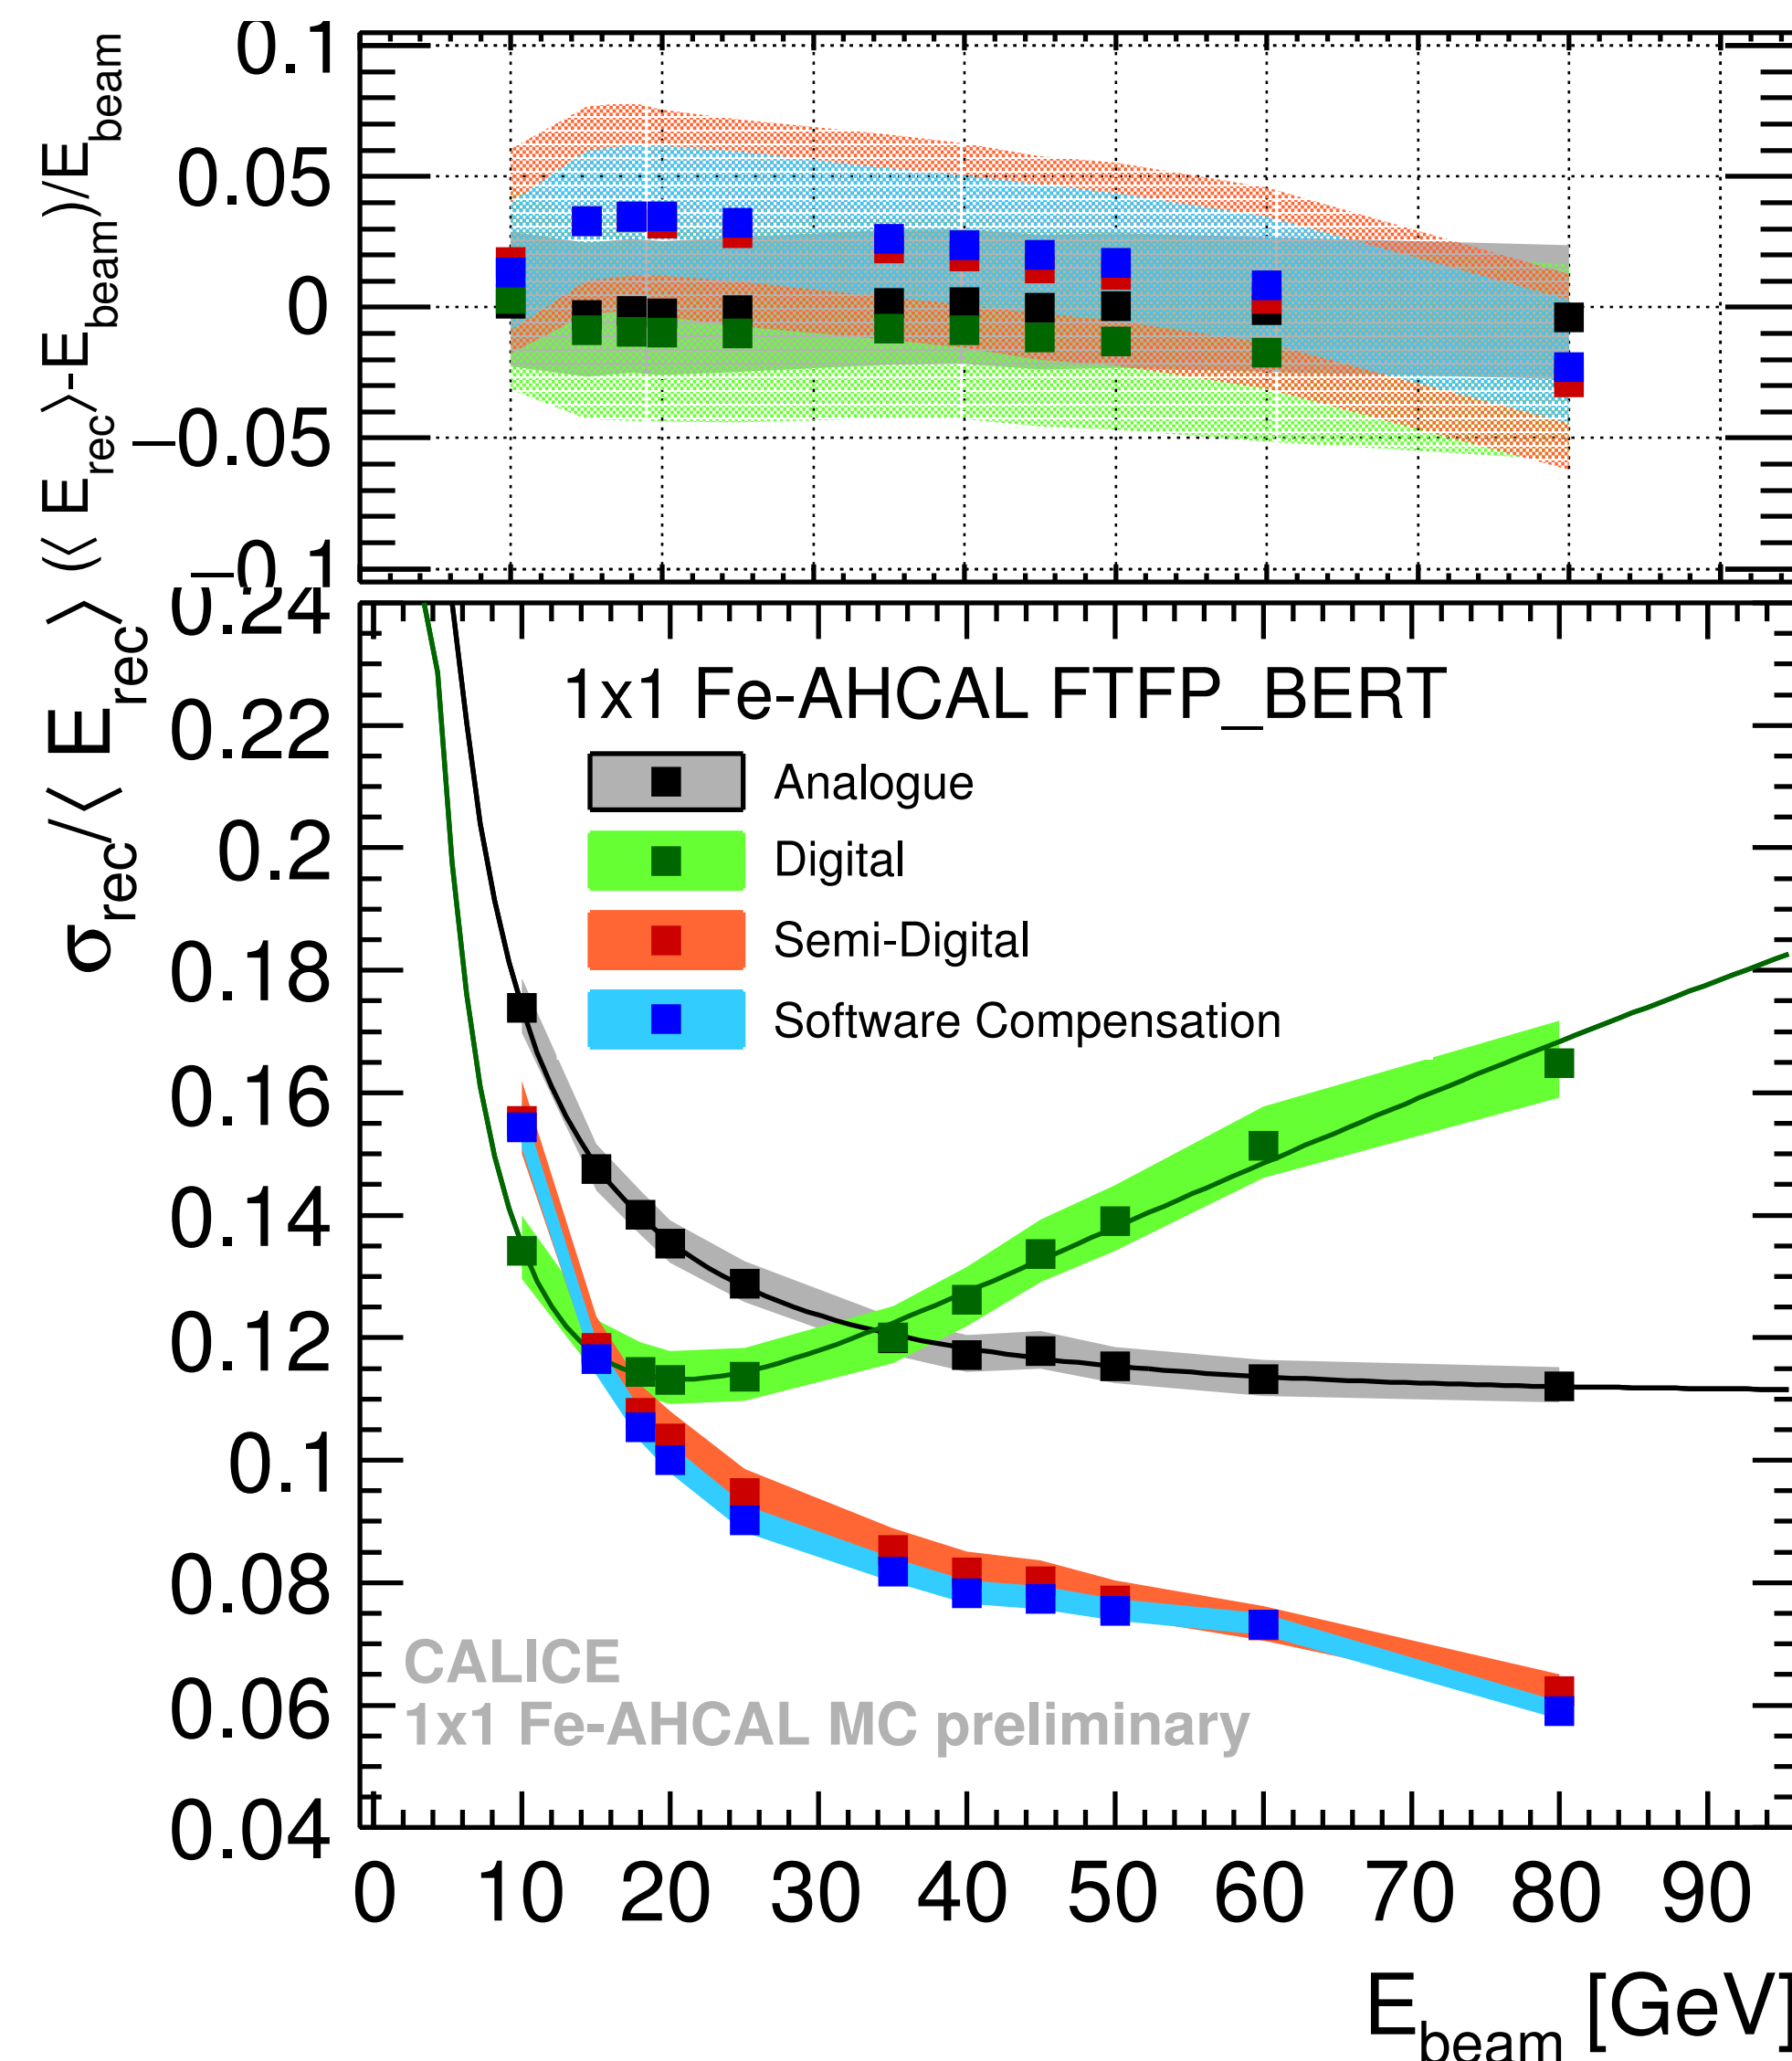 (⟨E_rec⟩-E_beam)/E_beam
0.1
0.05
0
−0.05
−0.1
σ_rec/⟨E_rec⟩
0.24
0.22
0.2
0.18
0.16
0.14
0.12
0.1
0.08
0.06
0.04
1x1 Fe-AHCAL FTFP_BERT
Analogue
Digital
Semi-Digital
Software Compensation
CALICE
1x1 Fe-AHCAL MC preliminary
0 10 20 30 40 50 60 70 80 90
E_beam [GeV]